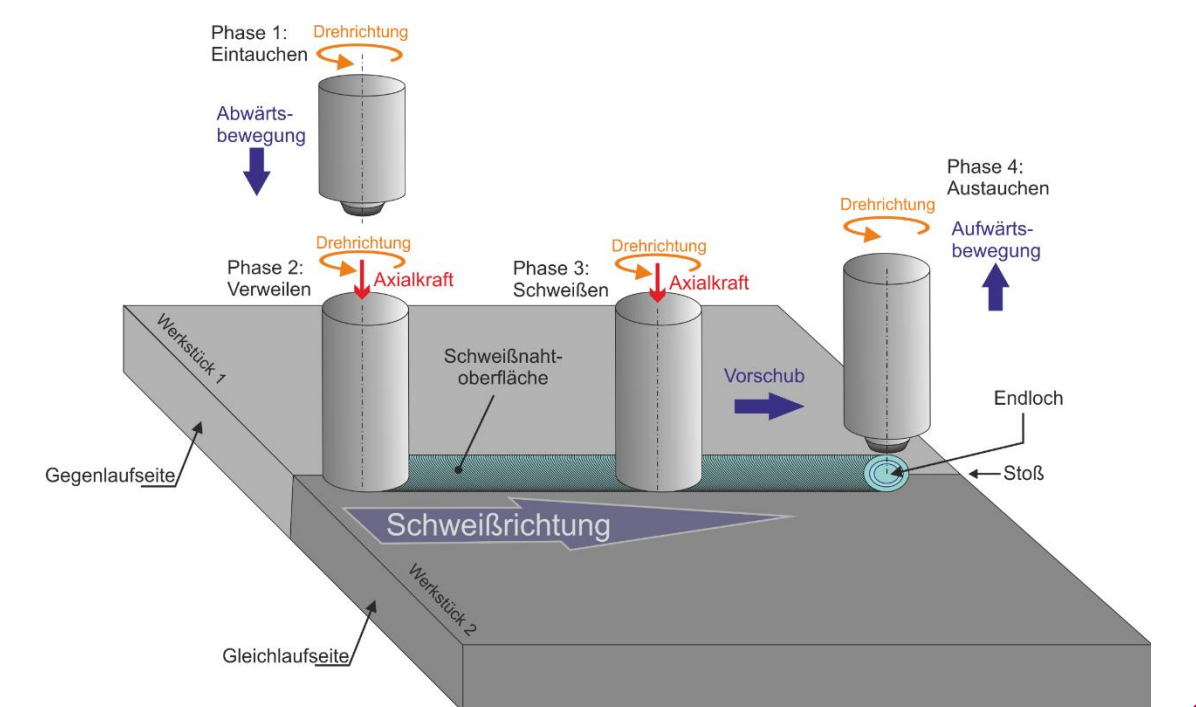 Phase 1:
Eintauchen
Drehrichtung
Abwärts-
bewegung
Phase 4:
Austauchen
Drehrichtung
Aufwärts-
bewegung
Phase 2:
Verweilen
Drehrichtung
Axialkraft
Phase 3:
Schweißen
Drehrichtung
Axialkraft
Werkstück 1
Schweißnaht-
oberfläche
Vorschub
Endloch
Gegenlaufseite
Stoß
Schweißrichtung
Werkstück 2
Gleichlaufseite